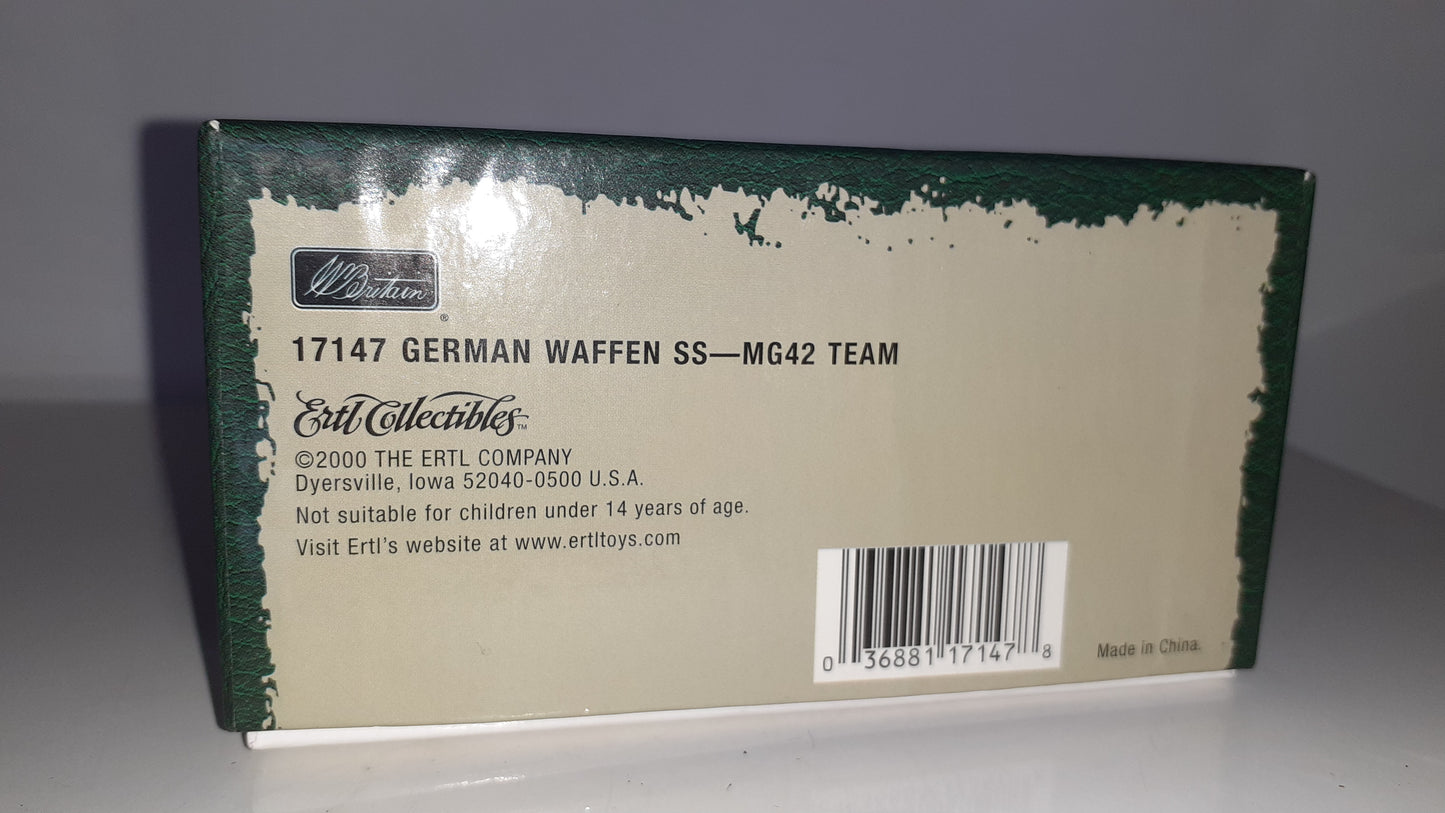 WBritain®
17147 GERMAN WAFFEN SS—MG42 TEAM
Ertl Collectibles™
©2000 THE ERTL COMPANY
Dyersville, Iowa 52040-0500 U.S.A.
Not suitable for children under 14 years of age.
Visit Ertl's website at www.ertltoys.com
0 36881 17147 8
Made in China.